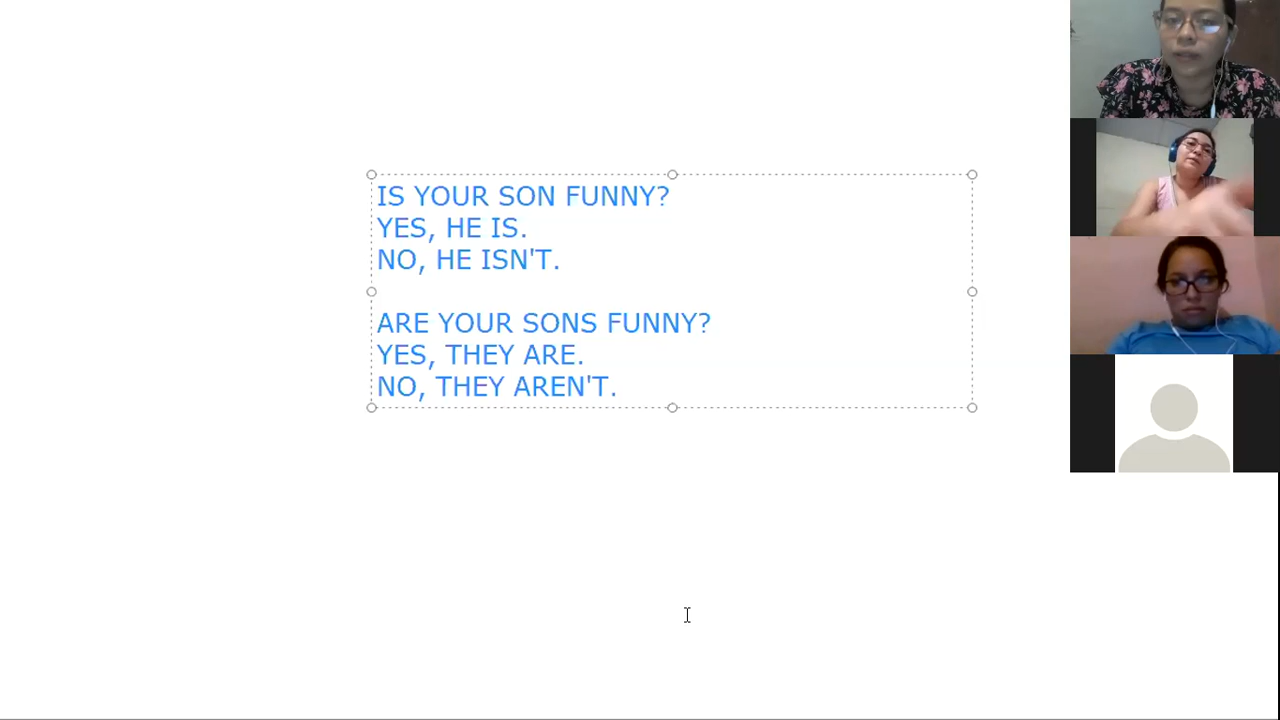 IS YOUR SON FUNNY?
YES, HE IS.
NO, HE ISN'T.
ARE YOUR SONS FUNNY?
YES, THEY ARE.
NO, THEY AREN'T.